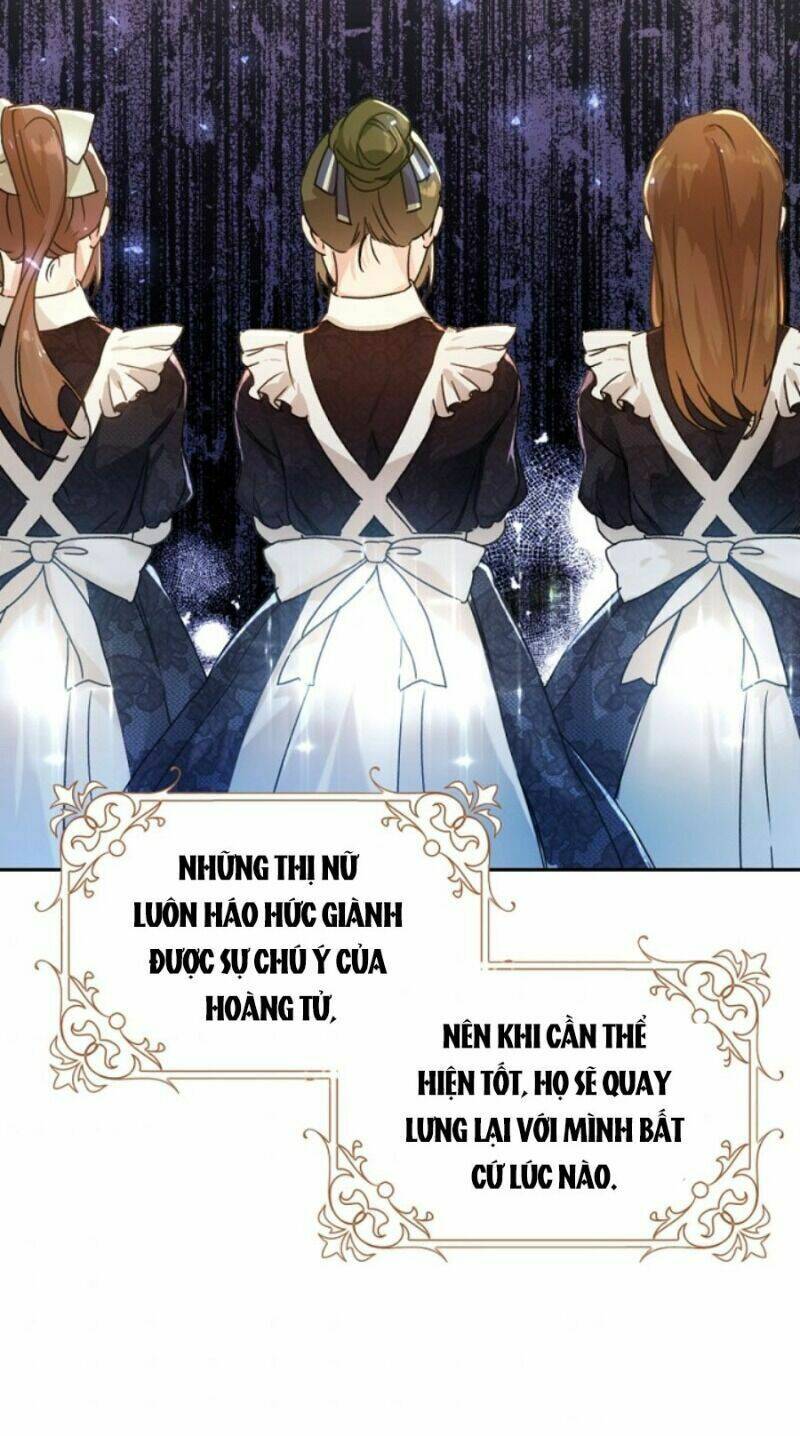 NHỮNG THỊ NỮ
LUÔN HÁO HỨC GIÀNH
ĐƯỢC SỰ CHÚ Ý CỦA
HOÀNG TỬ,
NÊN KHI CẦN THỂ
HIỆN TỐT, HỌ SẼ QUAY
LƯNG LẠI VỚI MÌNH BẤT
CỨ LÚC NÀO.